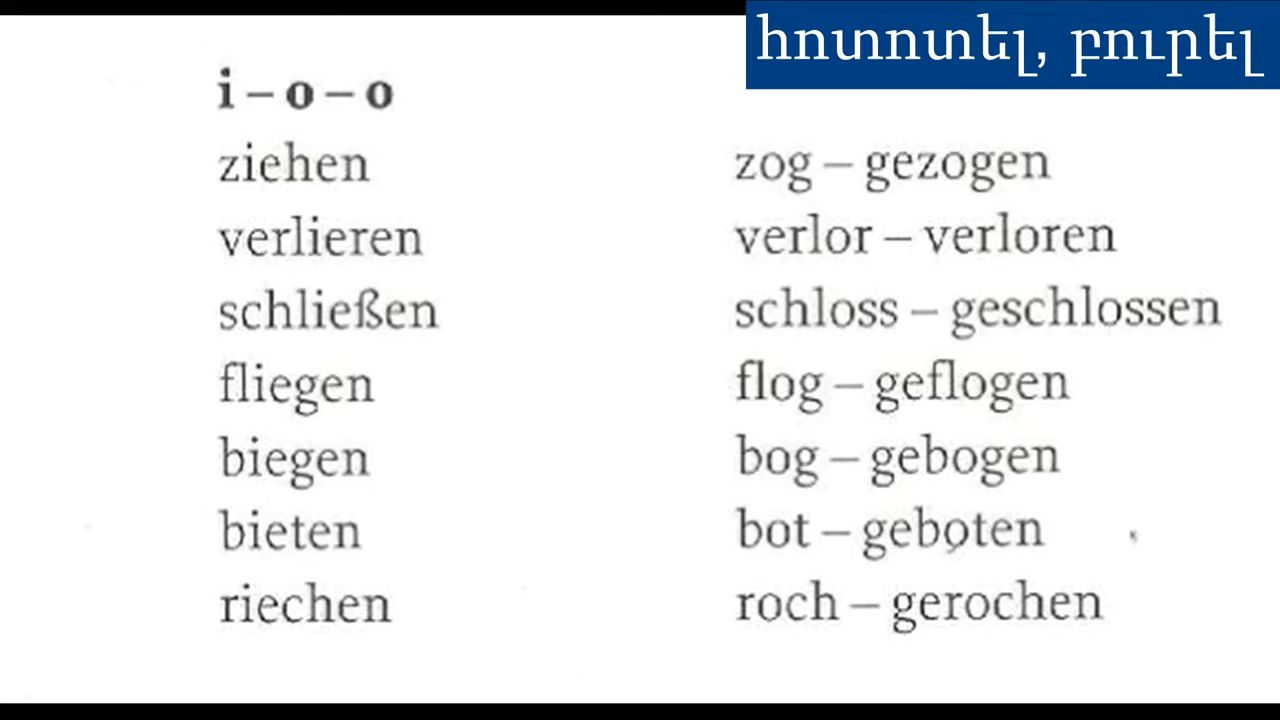 հոտոտել, բուրել
i – o – o
ziehen zog – gezogen
verlieren verlor – verloren
schließen schloss – geschlossen
fliegen flog – geflogen
biegen bog – gebogen
bieten bot – geboten
riechen roch – gerochen